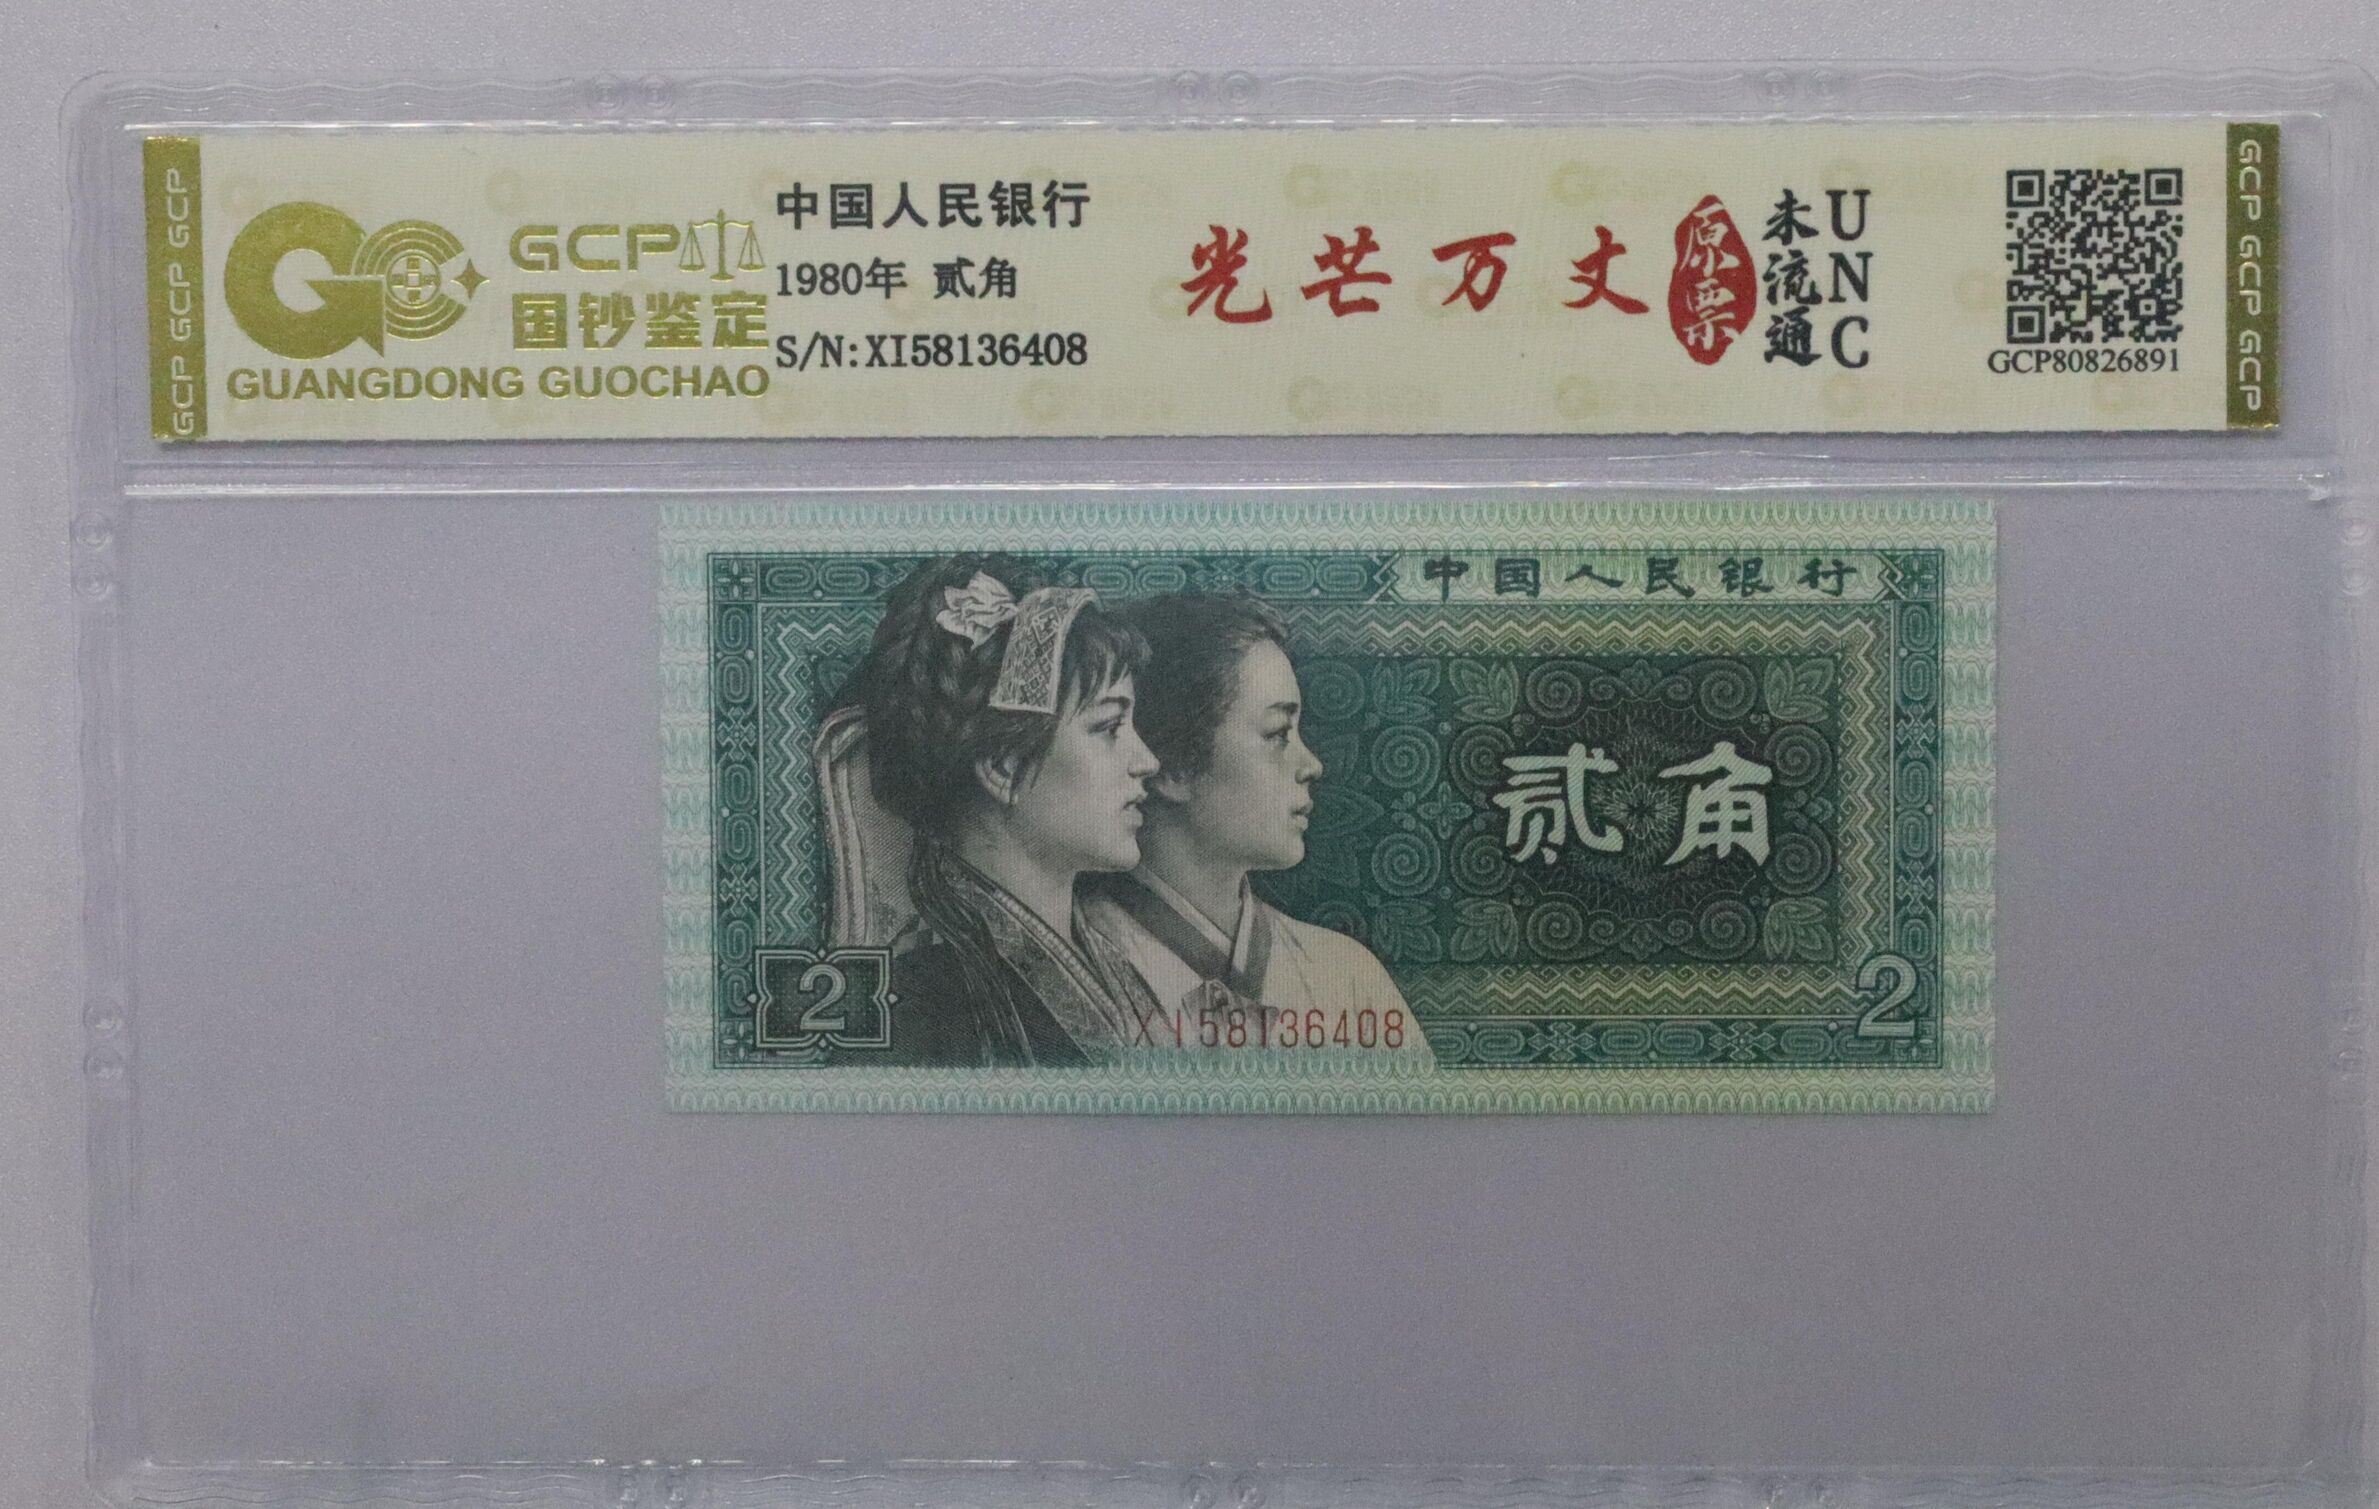 GCP GCP GCP
GCP
国钞鉴定
GUANGDONG GUOCHAO
中国人民银行
1980年 贰角
S/N:XI58136408
光芒万丈
原票
未流通
UNC
GCP80826891
GCP GCP GCP
中国人民银行
贰角
2
XI58136408
2